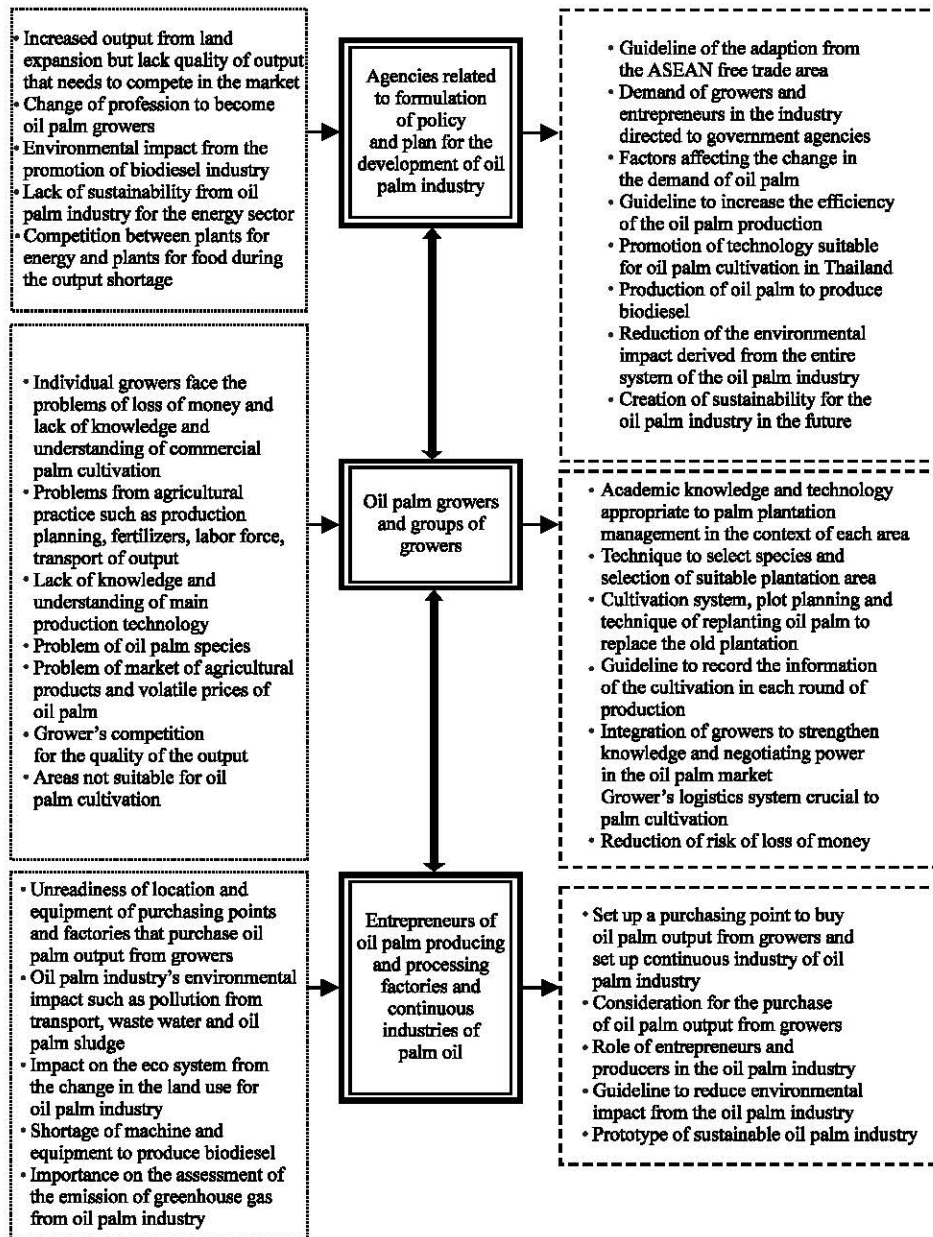 • Increased output from land
expansion but lack quality of output
that needs to compete in the market
• Change of profession to become
oil palm growers
• Environmental impact from the
promotion of biodiesel industry
• Lack of sustainability from oil
palm industry for the energy sector
• Competition between plants for
energy and plants for food during
the output shortage
Agencies related
to formulation
of policy
and plan for the
development of oil
palm industry
• Guideline of the adaption from
the ASEAN free trade area
• Demand of growers and
entrepreneurs in the industry
directed to government agencies
• Factors affecting the change in
the demand of oil palm
• Guideline to increase the efficiency
of the oil palm production
• Promotion of technology suitable
for oil palm cultivation in Thailand
• Production of oil palm to produce
biodiesel
• Reduction of the environmental
impact derived from the entire
system of the oil palm industry
• Creation of sustainability for the
oil palm industry in the future
• Individual growers face the
problems of loss of money and
lack of knowledge and
understanding of commercial
palm cultivation
• Problems from agricultural
practice such as production
planning, fertilizers, labor force,
transport of output
• Lack of knowledge and
understanding of main
production technology
• Problem of oil palm species
• Problem of market of agricultural
products and volatile prices of
oil palm
• Grower's competition
for the quality of the output
• Areas not suitable for oil
palm cultivation
Oil palm growers
and groups of
growers
• Academic knowledge and technology
appropriate to palm plantation
management in the context of each area
• Technique to select species and
selection of suitable plantation area
• Cultivation system, plot planning and
technique of replanting oil palm to
replace the old plantation
• Guideline to record the information
of the cultivation in each round of
production
• Integration of growers to strengthen
knowledge and negotiating power
in the oil palm market
Grower's logistics system crucial to
palm cultivation
• Reduction of risk of loss of money
• Unreadiness of location and
equipment of purchasing points
and factories that purchase oil
palm output from growers
• Oil palm industry's environmental
impact such as pollution from
transport, waste water and oil
palm sludge
• Impact on the eco system from
the change in the land use for
oil palm industry
• Shortage of machine and
equipment to produce biodiesel
• Importance on the assessment of
the emission of greenhouse gas
from oil palm industry
Entrepreneurs of
oil palm producing
and processing
factories and
continuous
industries of
palm oil
• Set up a purchasing point to buy
oil palm output from growers and
set up continuous industry of oil
palm industry
• Consideration for the purchase
of oil palm output from growers
• Role of entrepreneurs and
producers in the oil palm industry
• Guideline to reduce environmental
impact from the oil palm industry
• Prototype of sustainable oil palm industry